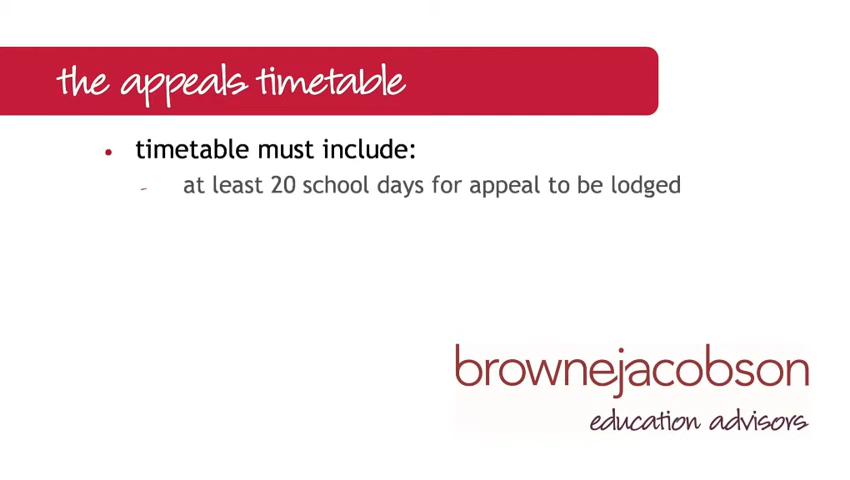 the appeals timetable
• timetable must include:
- at least 20 school days for appeal to be lodged
brownejacobson
education advisors